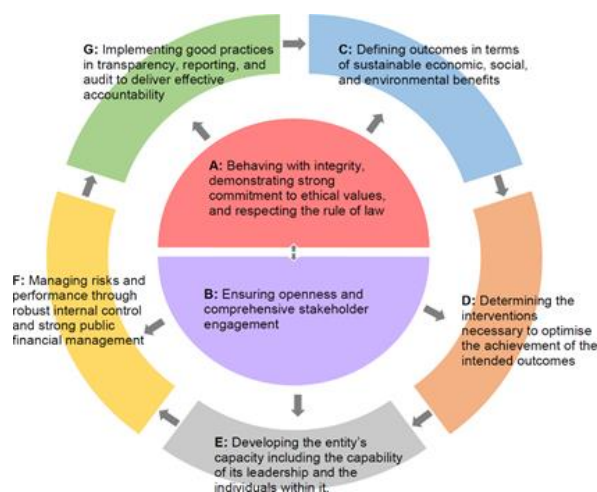 G: Implementing good practices
in transparency, reporting, and
audit to deliver effective
accountability
C: Defining outcomes in terms
of sustainable economic, social,
and environmental benefits
A: Behaving with integrity,
demonstrating strong
commitment to ethical values,
and respecting the rule of law
B: Ensuring openness and
comprehensive stakeholder
engagement
F: Managing risks and
performance through
robust internal control
and strong public
financial management
D: Determining the
interventions
necessary to optimise
the achievement of the
intended outcomes
E: Developing the entity's
capacity including the capability
of its leadership and the
individuals within it.